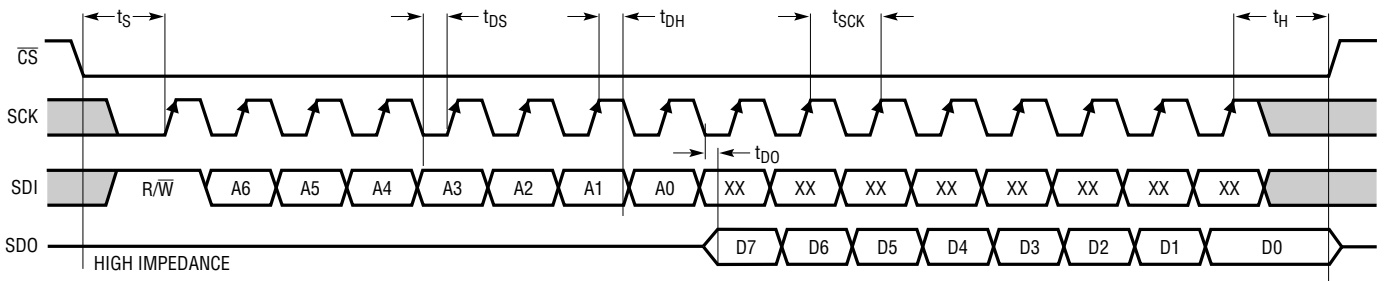 tS tDS tDH tSCK tH
CS
SCK
tDO
SDI R/W A6 A5 A4 A3 A2 A1 A0 XX XX XX XX XX XX XX XX
SDO D7 D6 D5 D4 D3 D2 D1 D0
HIGH IMPEDANCE